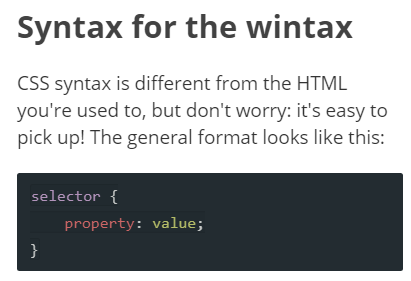 Syntax for the wintax
CSS syntax is different from the HTML
you're used to, but don't worry: it's easy to
pick up! The general format looks like this:
selector {
    property: value;
}